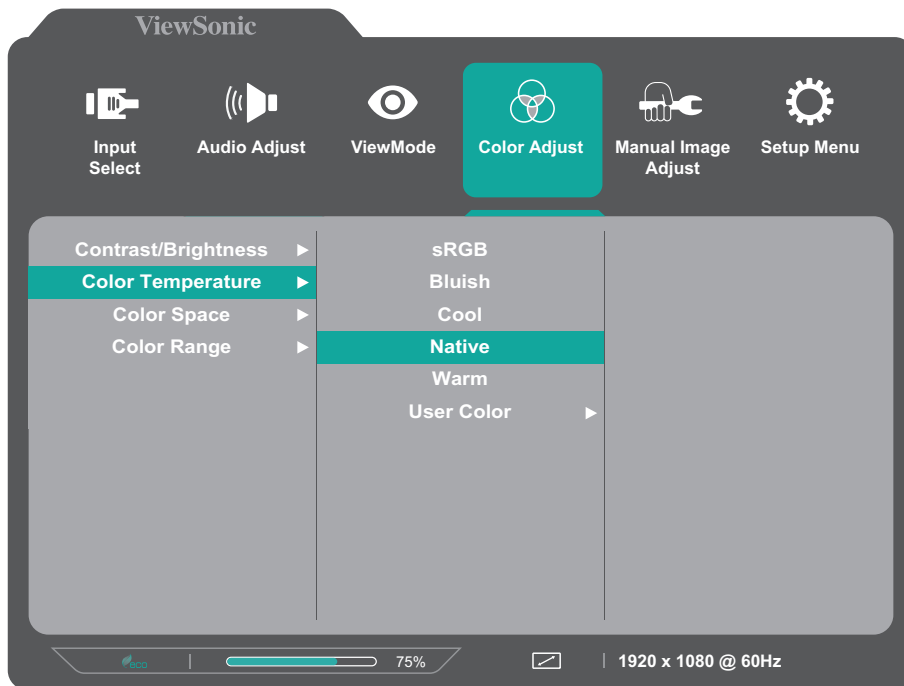 ViewSonic
Input
Select
Audio Adjust
ViewMode
Color Adjust
Manual Image
Adjust
Setup Menu
Contrast/Brightness
Color Temperature
Color Space
Color Range
sRGB
Bluish
Cool
Native
Warm
User Color
eco
75%
1920 x 1080 @ 60Hz